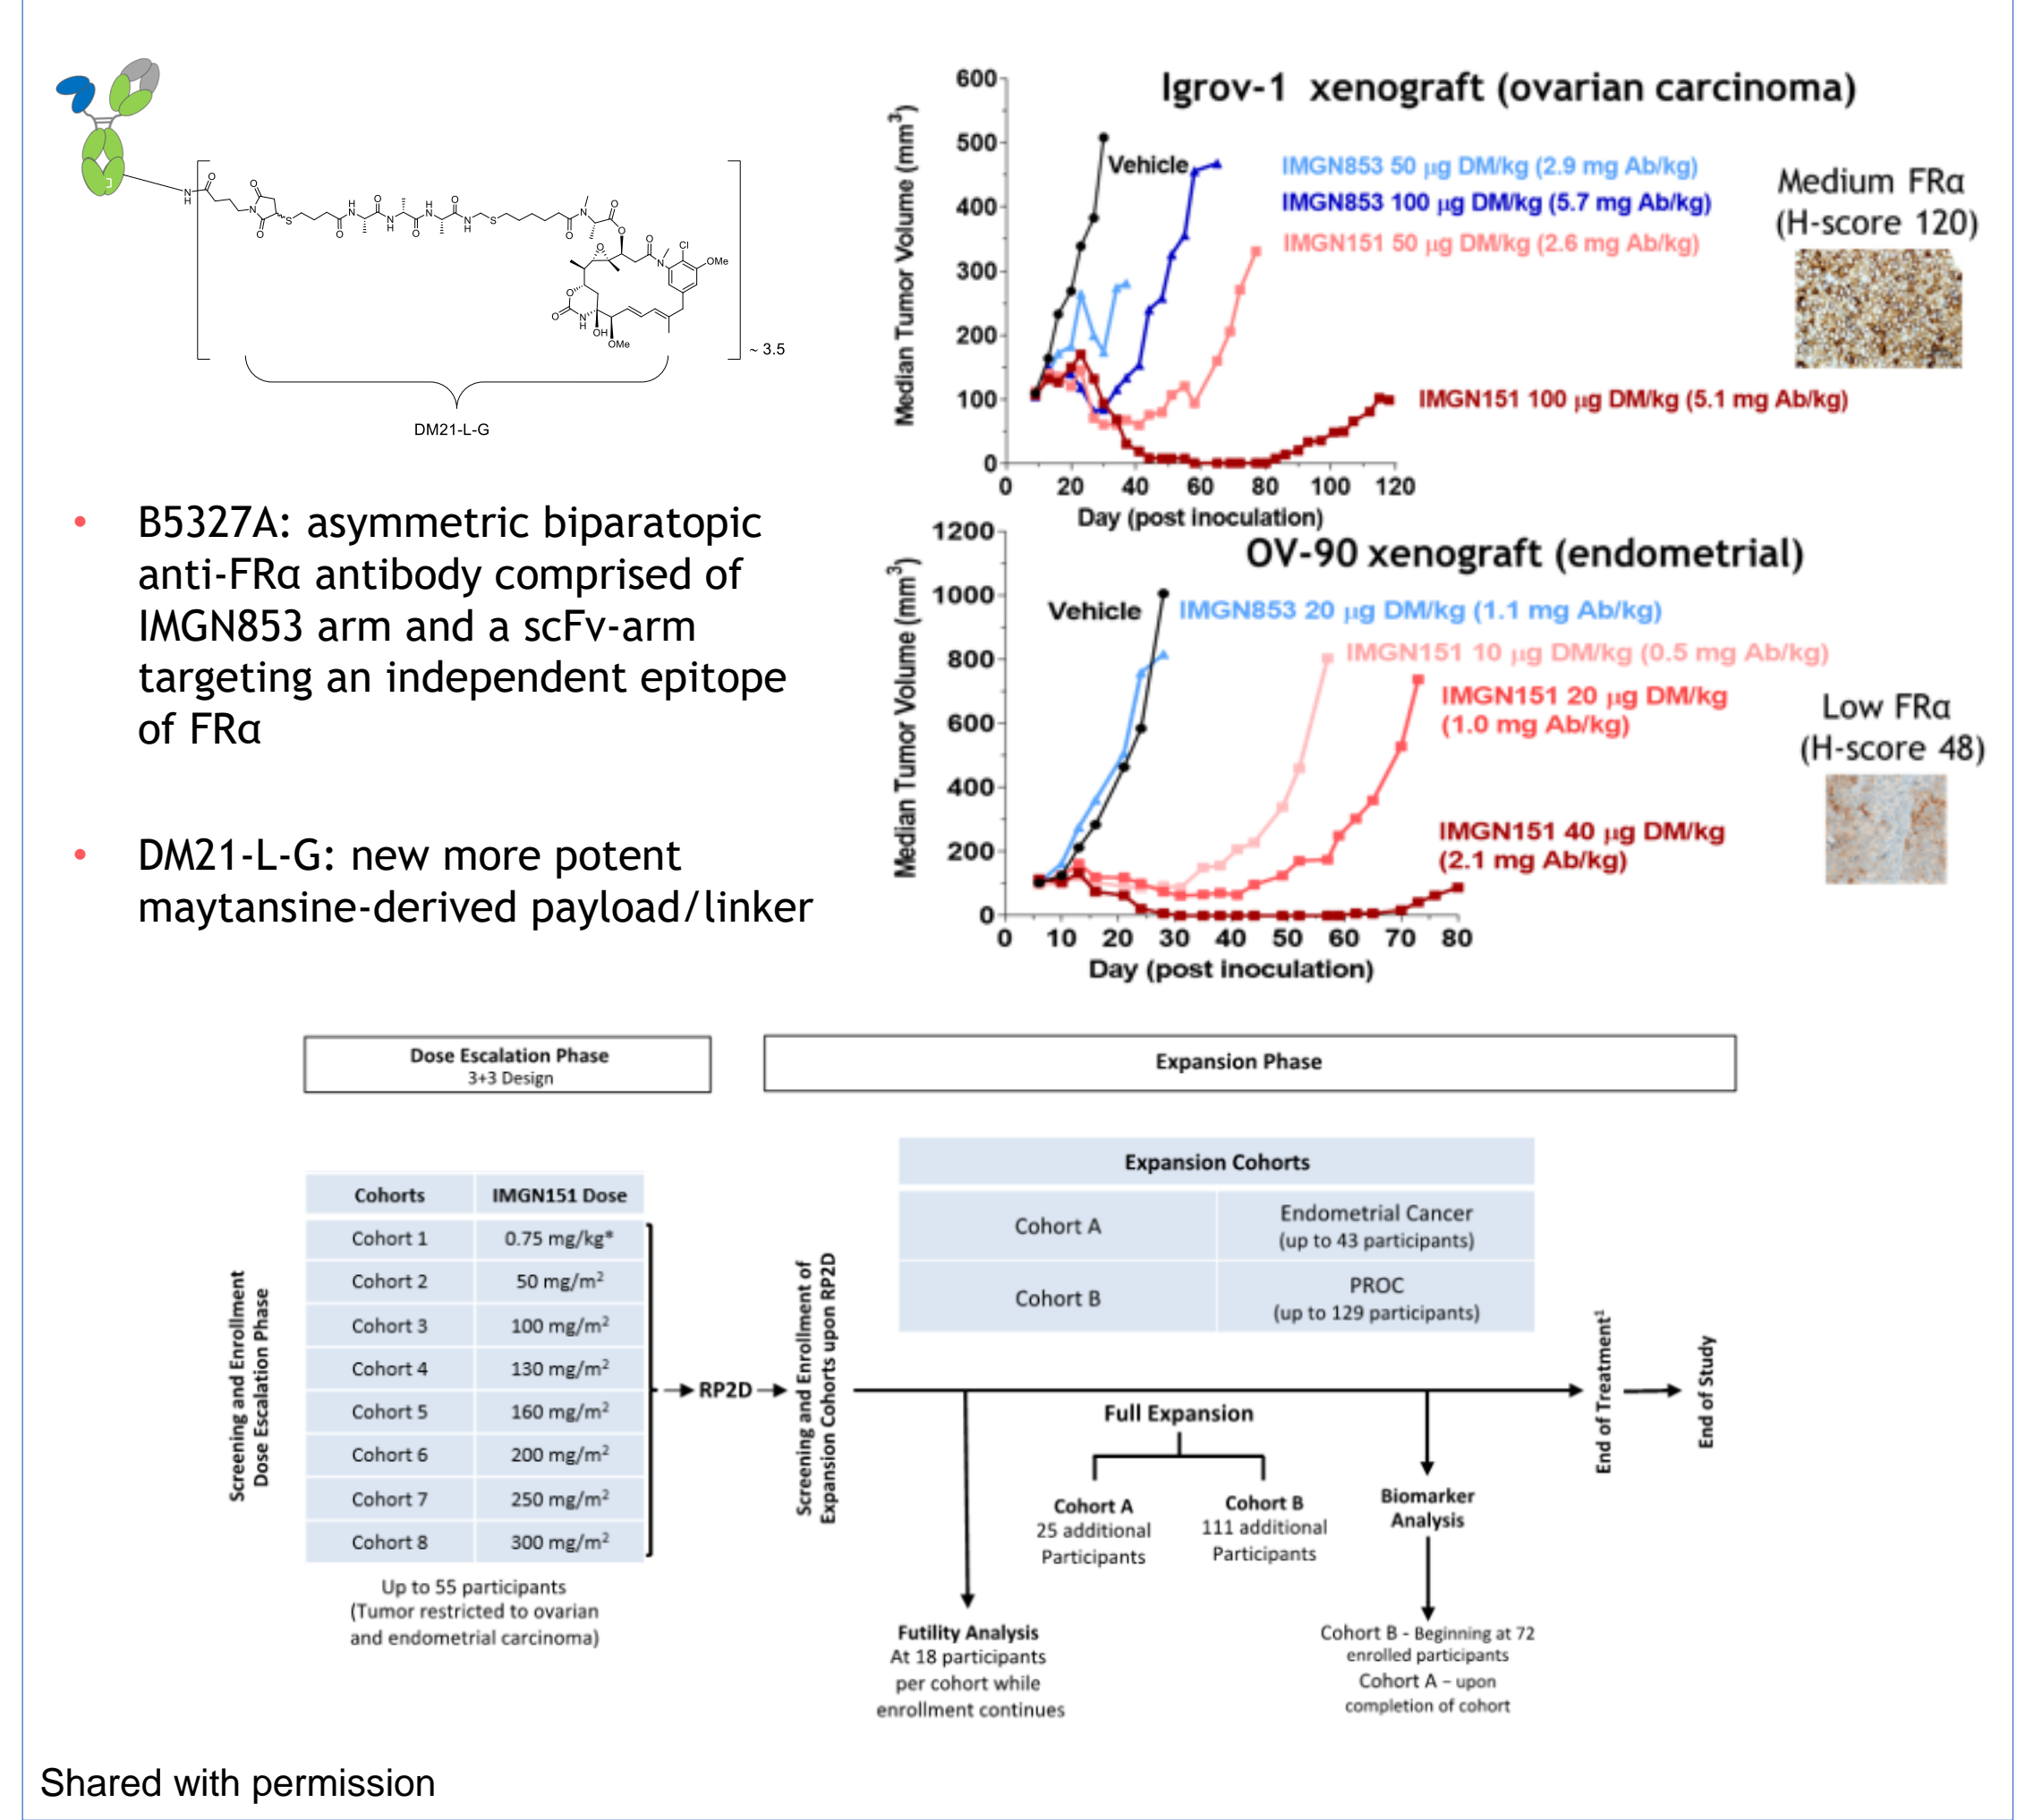 ~ 3.5
DM21-L-G
• B5327A: asymmetric biparatopic
anti-FRα antibody comprised of
IMGN853 arm and a scFv-arm
targeting an independent epitope
of FRα
• DM21-L-G: new more potent
maytansine-derived payload/linker
Igrov-1 xenograft (ovarian carcinoma)
Median Tumor Volume (mm³)
600
500
400
300
200
100
0
Vehicle
IMGN853 50 µg DM/kg (2.9 mg Ab/kg)
IMGN853 100 µg DM/kg (5.7 mg Ab/kg)
IMGN151 50 µg DM/kg (2.6 mg Ab/kg)
IMGN151 100 µg DM/kg (5.1 mg Ab/kg)
0 20 40 60 80 100 120
Day (post inoculation)
Medium FRα
(H-score 120)
OV-90 xenograft (endometrial)
Median Tumor Volume (mm³)
1200
1000
800
600
400
200
0
Vehicle
IMGN853 20 µg DM/kg (1.1 mg Ab/kg)
IMGN151 10 µg DM/kg (0.5 mg Ab/kg)
IMGN151 20 µg DM/kg
(1.0 mg Ab/kg)
IMGN151 40 µg DM/kg
(2.1 mg Ab/kg)
0 10 20 30 40 50 60 70 80
Day (post inoculation)
Low FRα
(H-score 48)
Dose Escalation Phase
3+3 Design
Expansion Phase
Screening and Enrollment
Dose Escalation Phase
Cohorts IMGN151 Dose
Cohort 1 0.75 mg/kg*
Cohort 2 50 mg/m²
Cohort 3 100 mg/m²
Cohort 4 130 mg/m²
Cohort 5 160 mg/m²
Cohort 6 200 mg/m²
Cohort 7 250 mg/m²
Cohort 8 300 mg/m²
Up to 55 participants
(Tumor restricted to ovarian
and endometrial carcinoma)
RP2D
Screening and Enrollment of
Expansion Cohorts upon RP2D
Expansion Cohorts
Cohort A Endometrial Cancer
(up to 43 participants)
Cohort B PROC
(up to 129 participants)
Full Expansion
Cohort A
25 additional
Participants
Cohort B
111 additional
Participants
Futility Analysis
At 18 participants
per cohort while
enrollment continues
Biomarker
Analysis
Cohort B - Beginning at 72
enrolled participants
Cohort A – upon
completion of cohort
End of Treatment¹
End of Study
Shared with permission